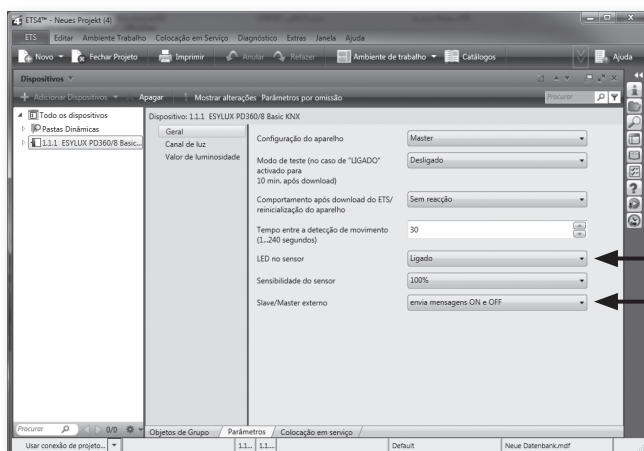 ETS4™ - Neues Projekt (4)
ETS Editar Ambiente Trabalho Colocação em Serviço Diagnóstico Extras Janela Ajuda
Novo Fechar Projeto Imprimir Anular Refazer Ambiente de trabalho Catálogos Ajuda
Dispositivos
Adicionar Dispositivos Apagar Mostrar alterações Parâmetros por omissão Procurar
Todo os dispositivos
Pastas Dinâmicas
1.1.1 ESYLUX PD360/8 Basic...
Dispositivo: 1.1.1 ESYLUX PD360/8 Basic KNX
Geral
Canal de luz
Valor de luminosidade
Configuração do aparelho Master
Modo de teste (no caso de "LIGADO" Desligado
activado para
10 min. após download)
Comportamento após download do ETS/ Sem reacção
reinicialização do aparelho
Tempo entre a detecção de movimento 30
(1...240 segundos)
LED no sensor Ligado
Sensibilidade do sensor 100%
Slave/Master externo envia mensagens ON e OFF
Procurar 0/0
Objetos de Grupo Parâmetros Colocação em serviço
Usar conexão de projeto... 1.1... 1.1... Default Neue Datenbank.mdf